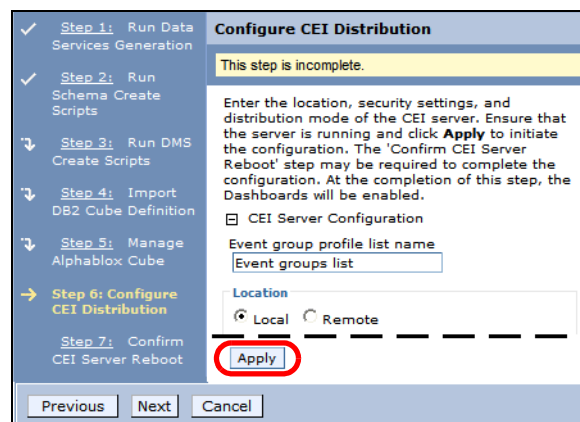 Step 1: Run Data
Services Generation
Step 2: Run
Schema Create
Scripts
Step 3: Run DMS
Create Scripts
Step 4: Import
DB2 Cube Definition
Step 5: Manage
Alphablox Cube
Step 6: Configure
CEI Distribution
Step 7: Confirm
CEI Server Reboot
Configure CEI Distribution
This step is incomplete.
Enter the location, security settings, and
distribution mode of the CEI server. Ensure that
the server is running and click Apply to initiate
the configuration. The 'Confirm CEI Server
Reboot' step may be required to complete the
configuration. At the completion of this step, the
Dashboards will be enabled.
CEI Server Configuration
Event group profile list name
Event groups list
Location
Local Remote
Apply
Previous Next Cancel